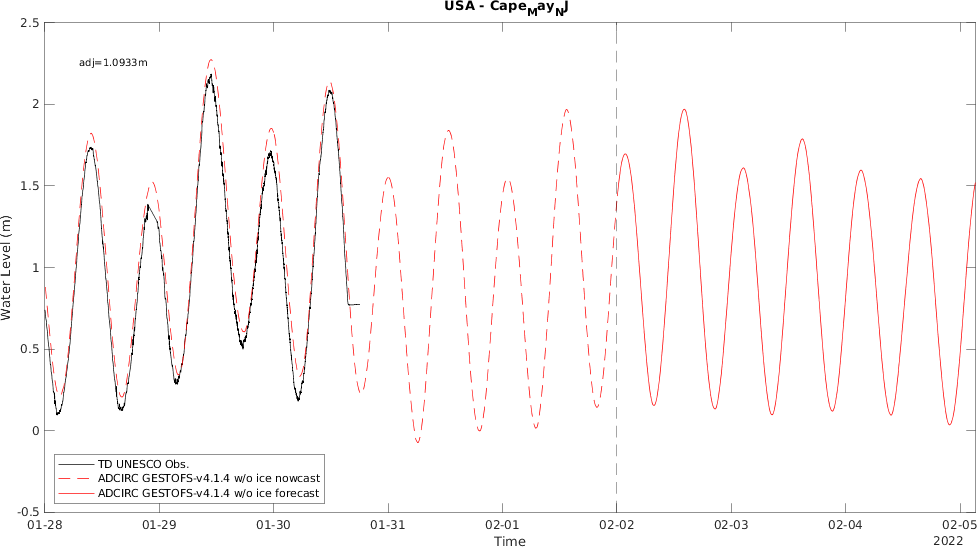 USA - Cape_May_NJ
2.5
adj=1.0933m
2
1.5
1
0.5
0
-0.5
Water Level (m)
TD UNESCO Obs.
ADCIRC GESTOFS-v4.1.4 w/o ice nowcast
ADCIRC GESTOFS-v4.1.4 w/o ice forecast
01-28 01-29 01-30 01-31 02-01 02-02 02-03 02-04 02-05
Time
2022